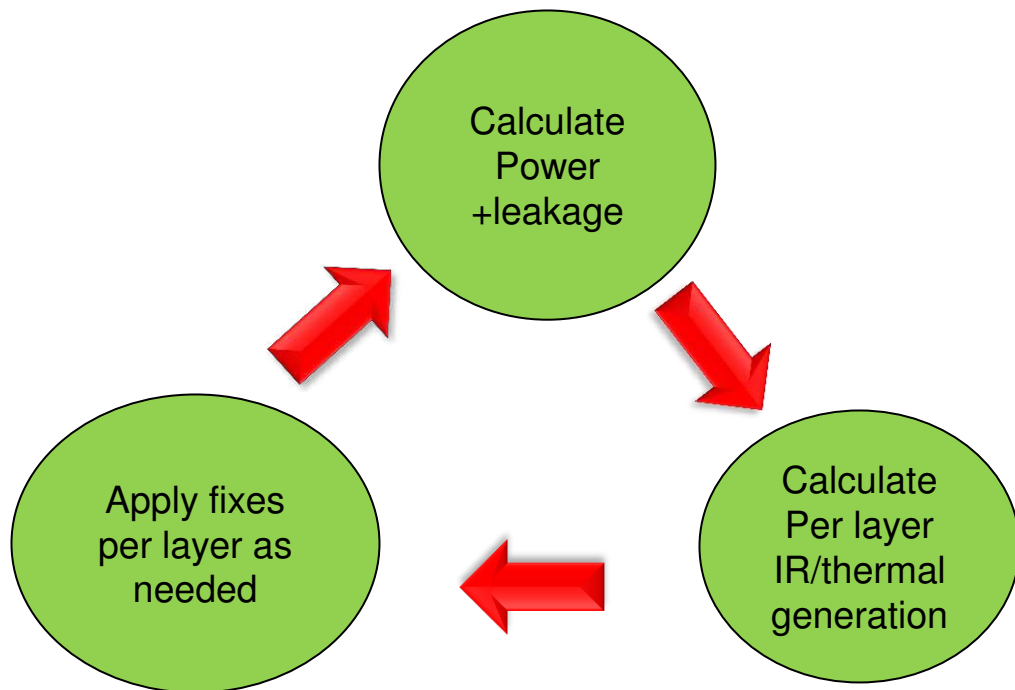 Calculate
Power
+leakage
Calculate
Per layer
IR/thermal
generation
Apply fixes
per layer as
needed